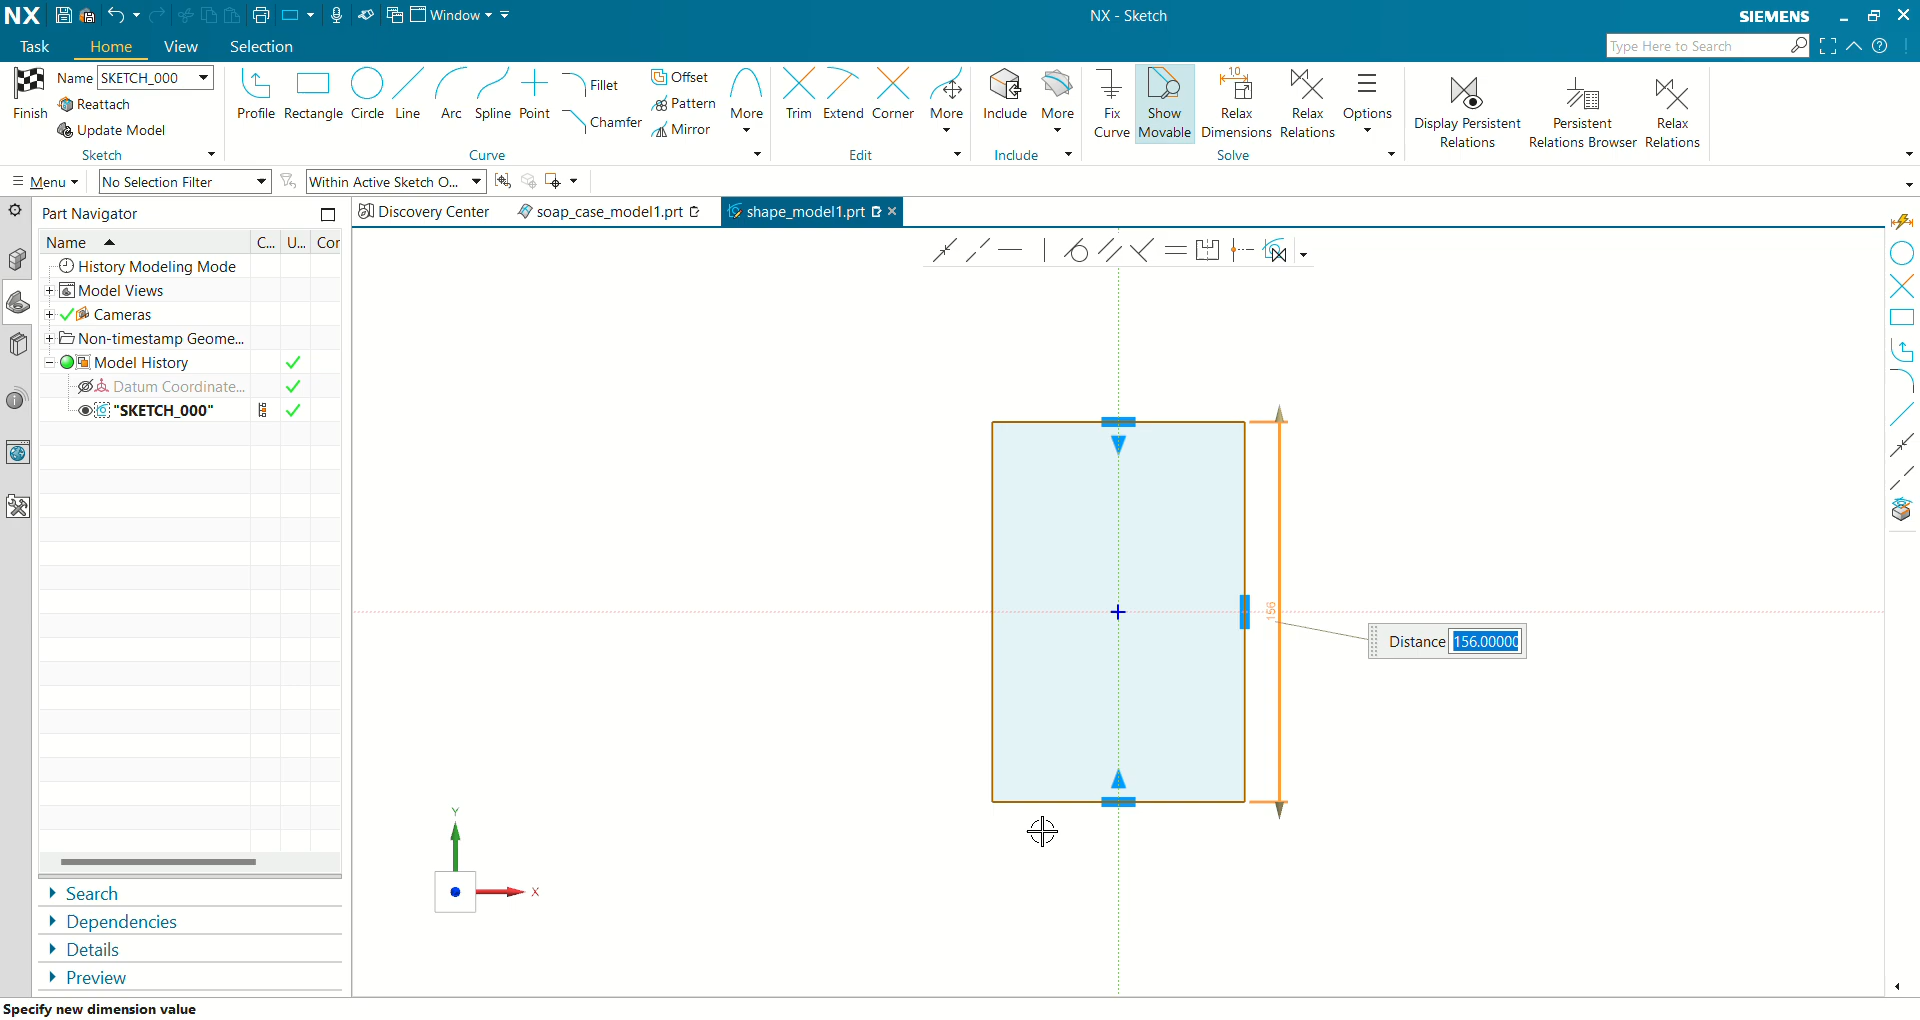 NX Window NX - Sketch SIEMENS
Task Home View Selection Type Here to Search
Name SKETCH_000
Reattach
Update Model
Finish
Sketch
Profile Rectangle Circle Line Arc Spline Point
Fillet
Chamfer
Offset
Pattern
Mirror
More
Curve
Trim Extend Corner More
Edit
Include More
Include
Fix Curve
Show Movable
1,0
Relax Dimensions
Relax Relations
Options
Solve
Display Persistent Relations
Persistent Relations Browser
Relax Relations
Menu No Selection Filter Within Active Sketch O...
Part Navigator
Discovery Center soap_case_model1.prt shape_model1.prt
Name C... U... Cor
History Modeling Mode
Model Views
Cameras
Non-timestamp Geome...
Model History
Datum Coordinate...
"SKETCH_000"
156
Distance 156.00000
Y
X
Search
Dependencies
Details
Preview
Specify new dimension value